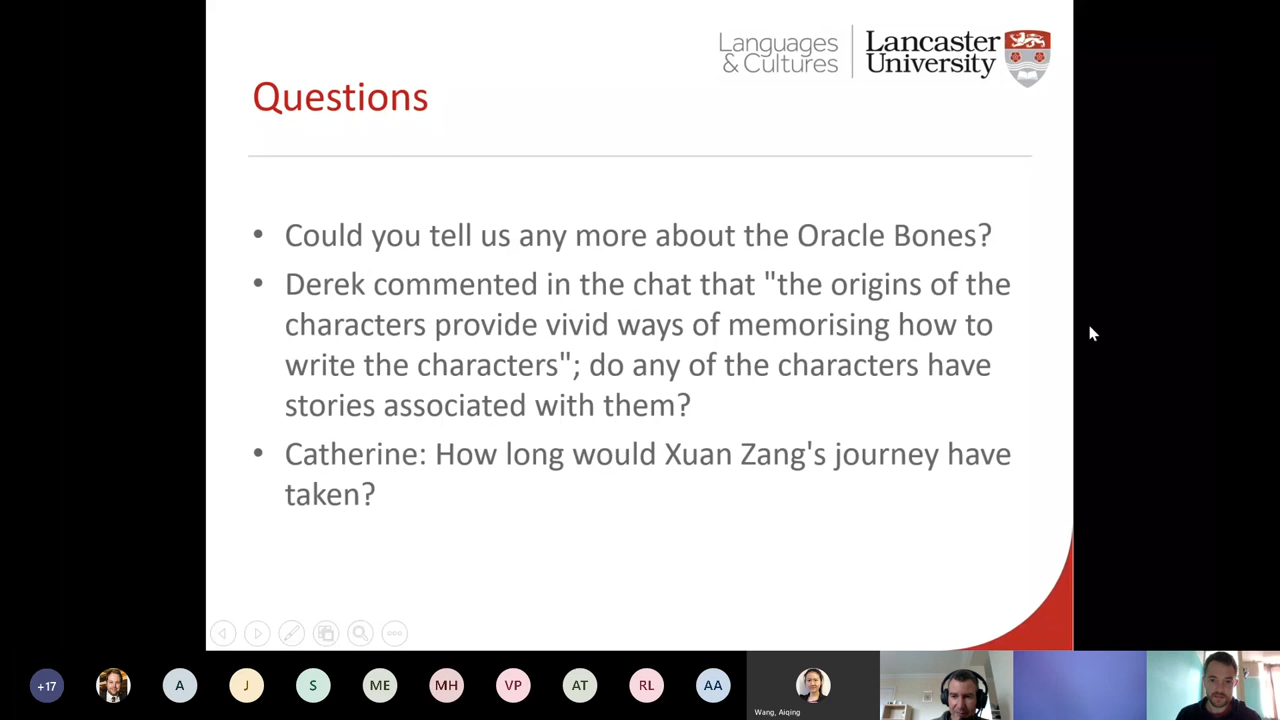 Languages
& Cultures
Lancaster
University
Questions
• Could you tell us any more about the Oracle Bones?
• Derek commented in the chat that "the origins of the
characters provide vivid ways of memorising how to
write the characters"; do any of the characters have
stories associated with them?
• Catherine: How long would Xuan Zang's journey have
taken?
+17
A
J
S
ME
MH
VP
AT
RL
AA
Wang, Aiqing